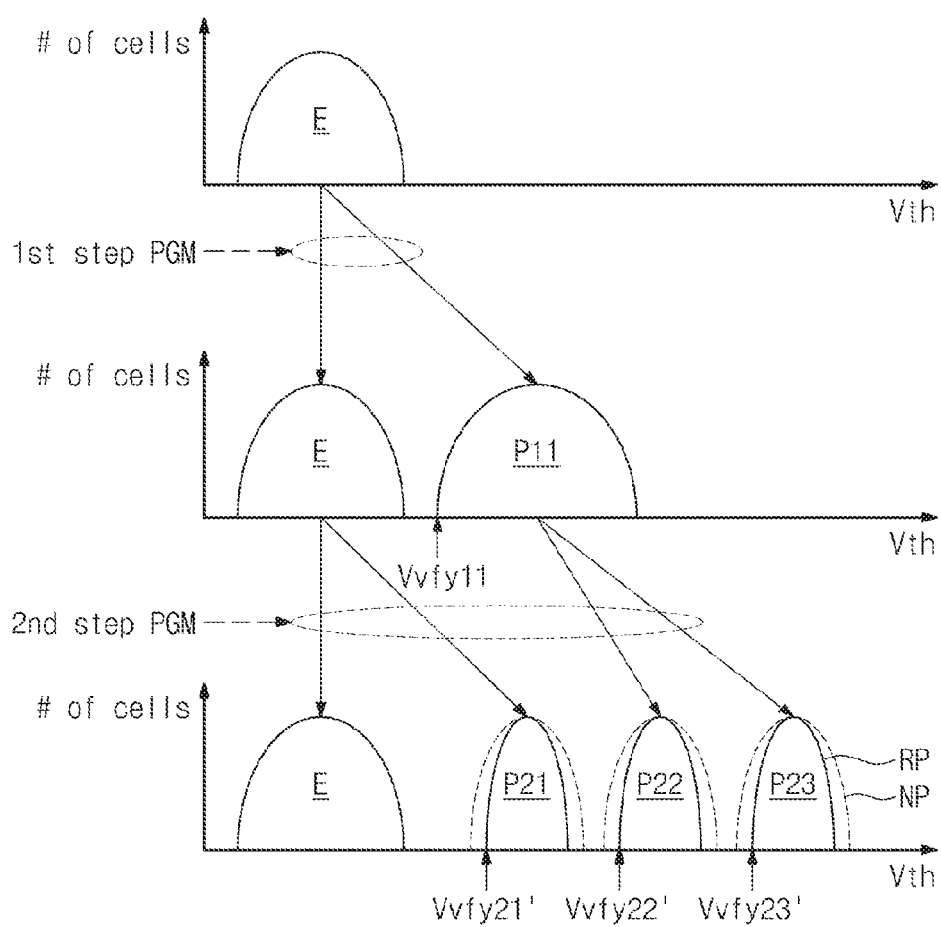 # of cells
E
Vth
1st step PGM
# of cells
E
P11
Vth
Vvfy11
2nd step PGM
# of cells
E
P21
P22
P23
RP
NP
Vth
Vvfy21'
Vvfy22'
Vvfy23'